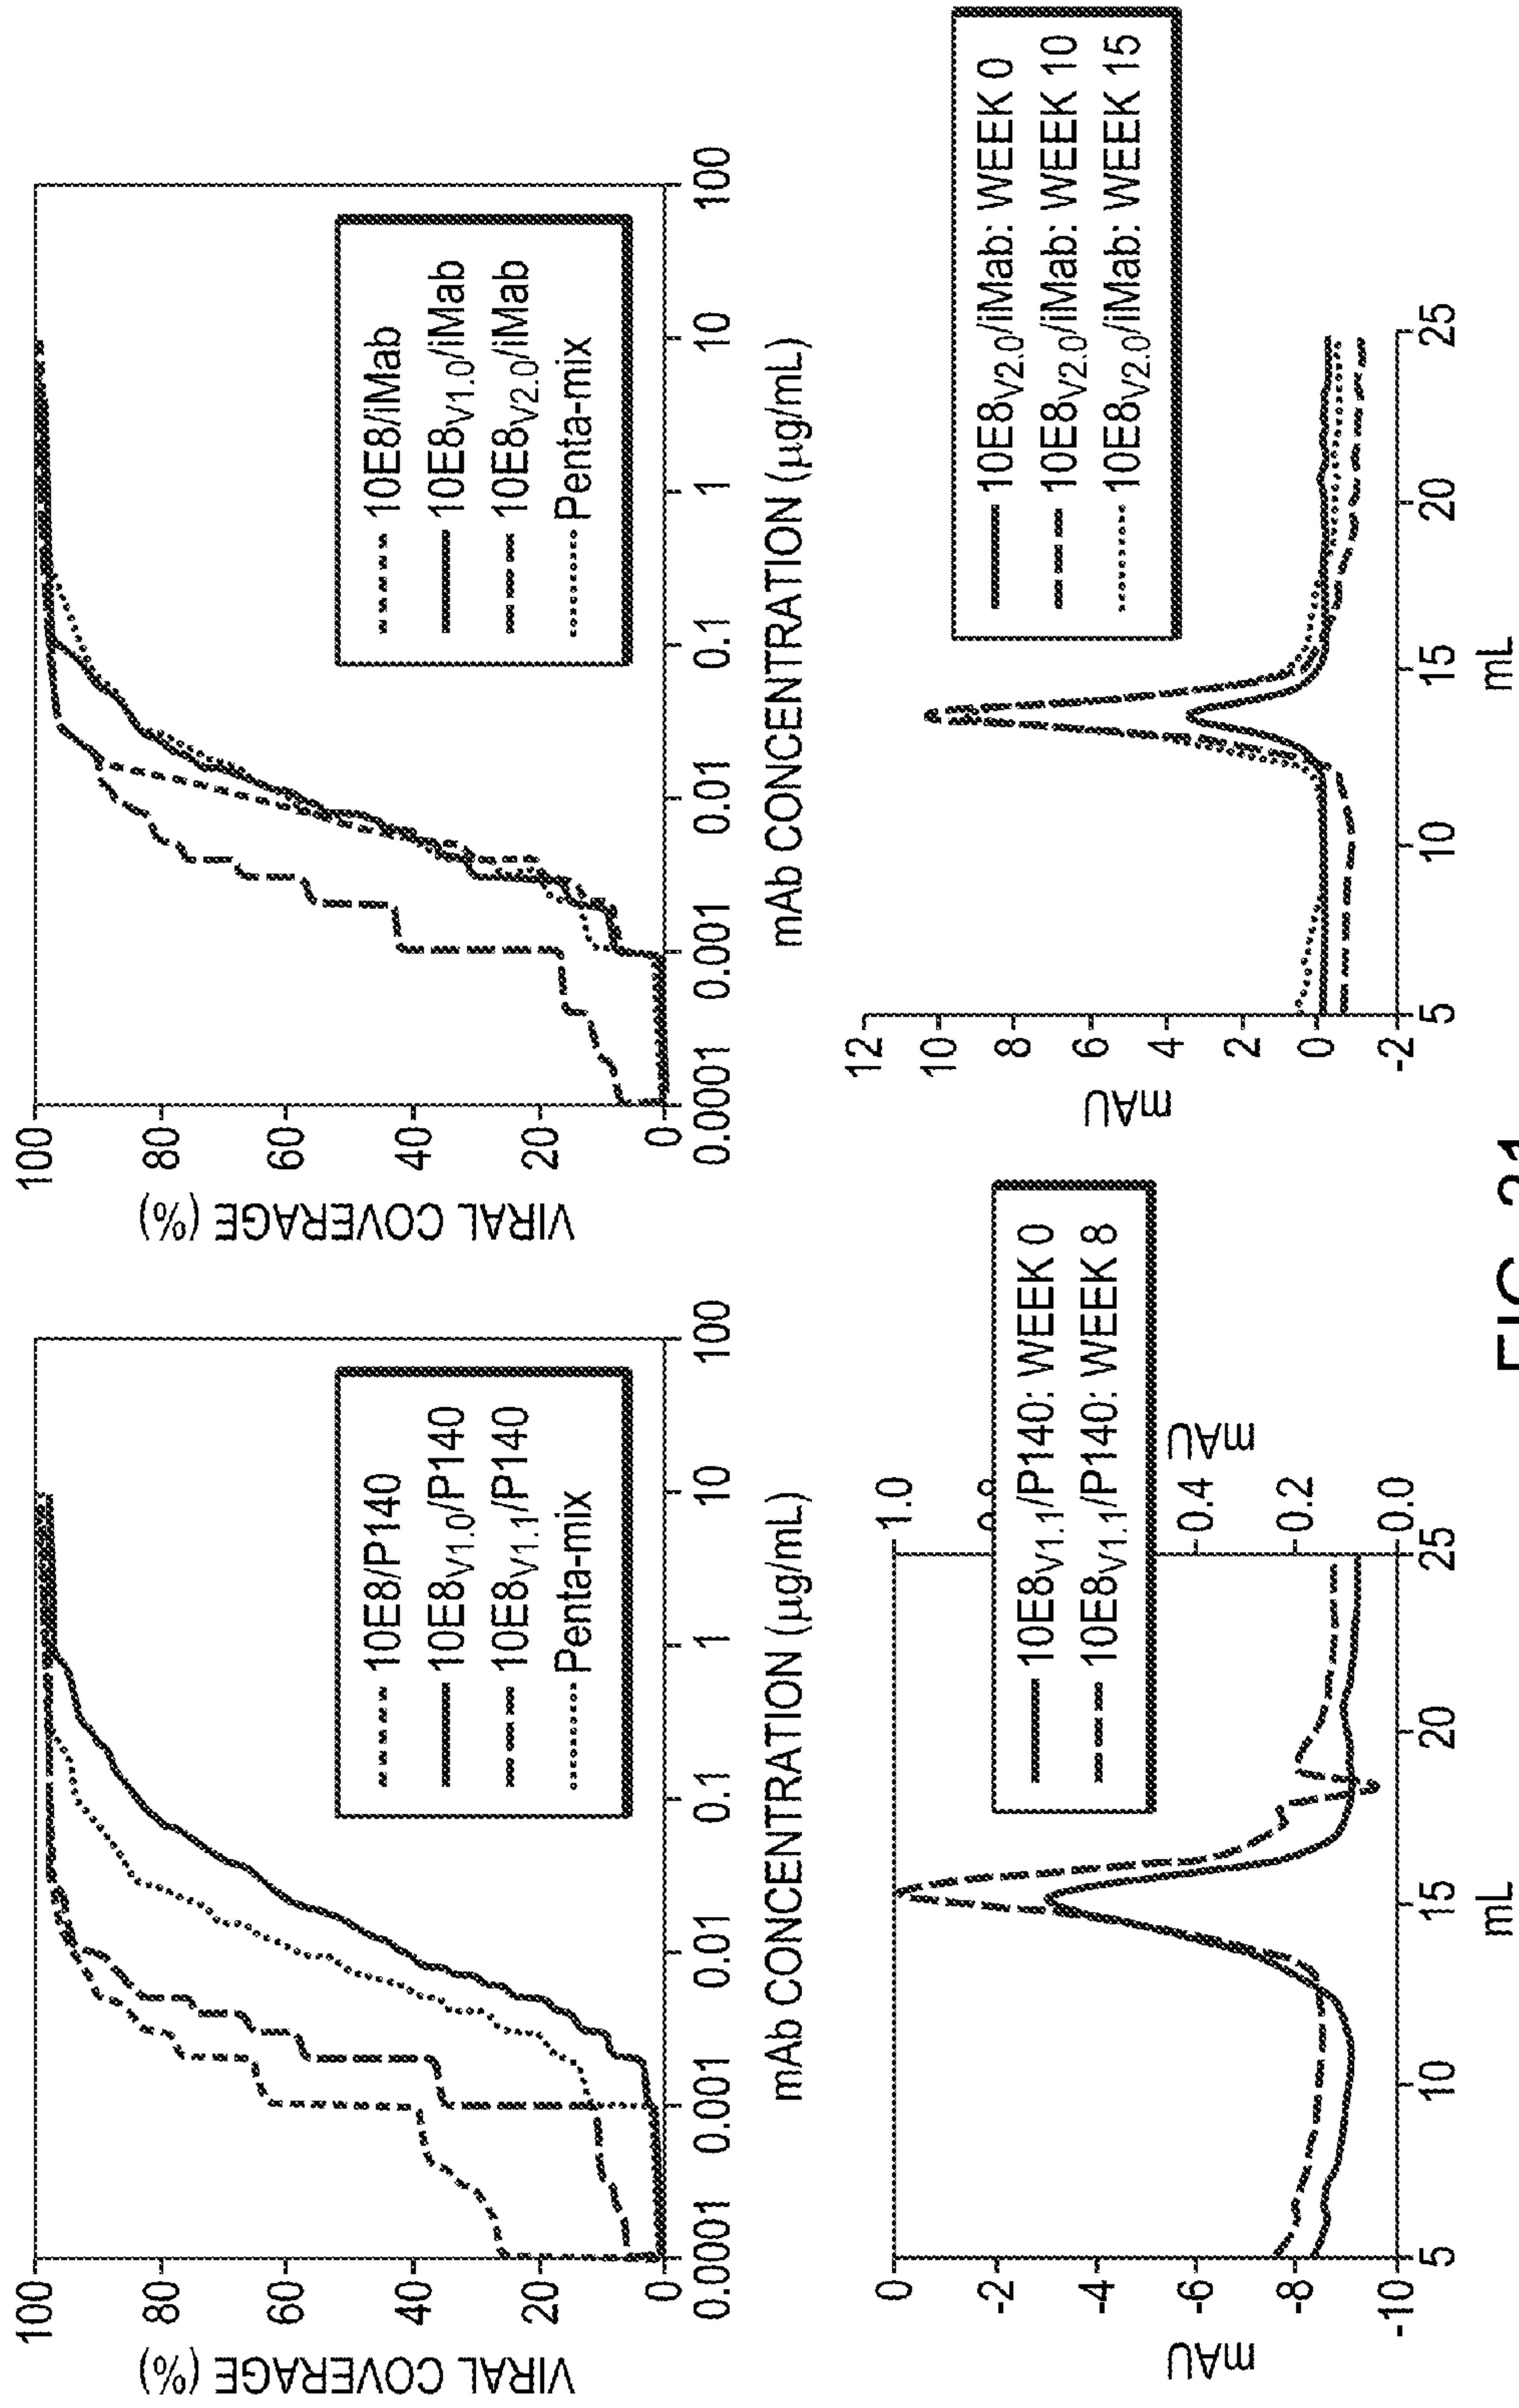 VIRAL COVERAGE (%)
100
80
60
40
20
0
0.0001
0.001
0.01
0.1
1
10
100
mAb CONCENTRATION (µg/mL)
10E8/P140
10E8V1.0/P140
10E8V1.1/P140
Penta-mix
VIRAL COVERAGE (%)
100
80
60
40
20
0
0.0001
0.001
0.01
0.1
1
10
100
mAb CONCENTRATION (µg/mL)
10E8/iMab
10E8V1.0/iMab
10E8V2.0/iMab
Penta-mix
mAU
0
-2
-4
-6
-8
-10
5
10
15
20
25
mL
1.0
0.4
0.2
0.0
mAU
10E8V1.1/P140: WEEK 0
10E8V1.1/P140: WEEK 8
mAU
12
10
8
6
4
2
0
-2
5
10
15
20
25
mL
10E8V2.0/iMab: WEEK 0
10E8V2.0/iMab: WEEK 10
10E8V2.0/iMab: WEEK 15